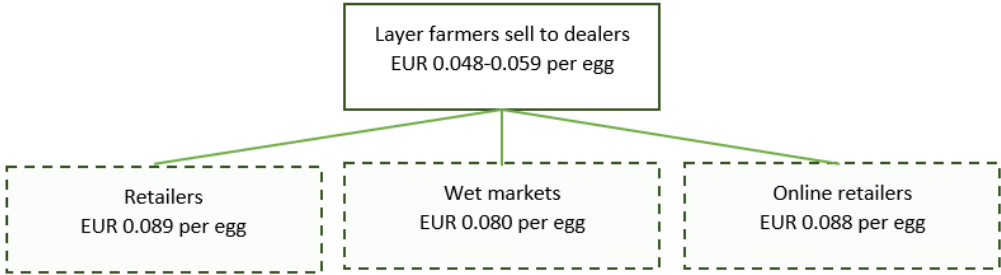 Layer farmers sell to dealers
EUR 0.048-0.059 per egg
Retailers
EUR 0.089 per egg
Wet markets
EUR 0.080 per egg
Online retailers
EUR 0.088 per egg